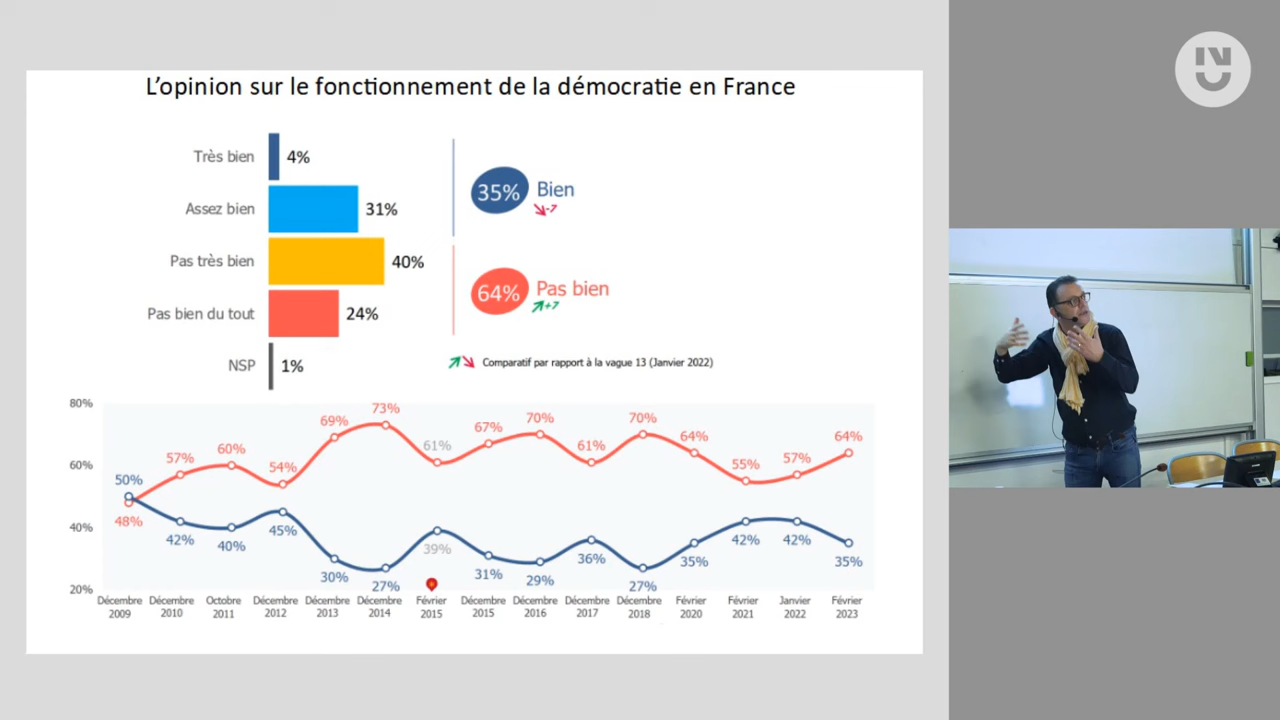 L'opinion sur le fonctionnement de la démocratie en France
Très bien 4%
Assez bien 31%
Pas très bien 40%
Pas bien du tout 24%
NSP 1%
35% Bien
-7
64% Pas bien
+7
Comparatif par rapport à la vague 13 (Janvier 2022)
80%
60%
40%
20%
48% 57% 60% 54% 69% 73% 61% 67% 70% 61% 70% 64% 55% 57% 64%
50% 42% 40% 45% 30% 27% 39% 31% 29% 36% 27% 35% 42% 42% 35%
Décembre Décembre Octobre Décembre Décembre Décembre Février Décembre Décembre Décembre Décembre Février Février Janvier Février
2009 2010 2011 2012 2013 2014 2015 2015 2016 2017 2018 2020 2021 2022 2023